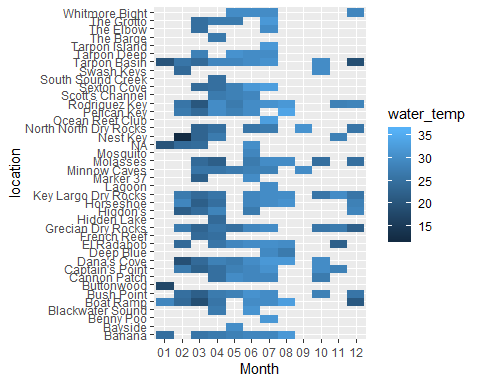 Whitmore Bight
The Grotto
The Elbow
The Barge
Tarpon Island
Tarpon Deep
Tarpon Basin
Swash Keys
South Sound Creek
Sexton Cove
Scott's Channel
Rodriguez Key
Pelican Key
Ocean Reef Club
North North Dry Rocks
Nest Key
NA
Mosquito
Molasses
Minnow Caves
Marker 37
Lagoon
Key Largo Dry Rocks
Horseshoe
Higdon's
Hidden Lake
Grecian Dry Rocks
French Reef
El Radabob
Deep Blue
Dana's Cove
Captain's Point
Cannon Patch
Buttonwood
Bush Point
Boat Ramp
Blackwater Sound
Benny Poo
Bayside
Banana
01 02 03 04 05 06 07 08 09 10 11 12
Month
location
water_temp
35
30
25
20
15